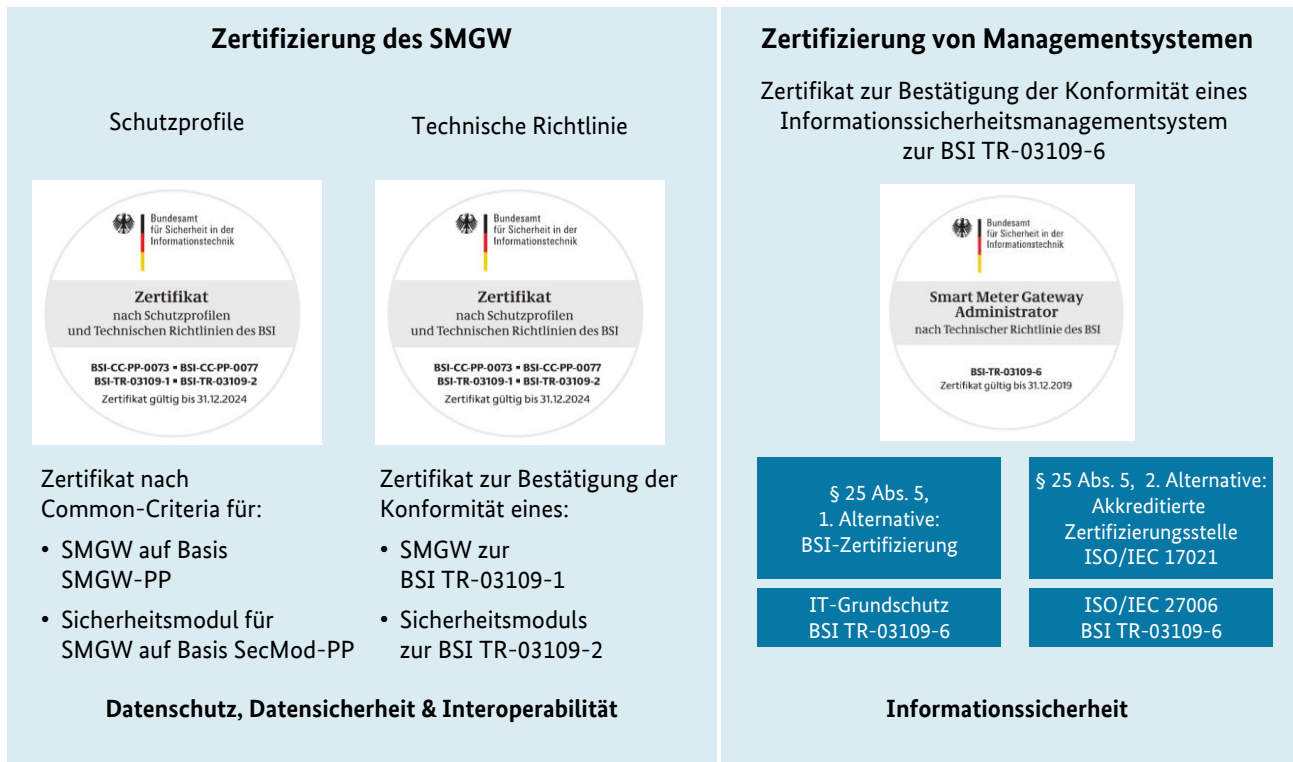 Zertifizierung des SMGW
Schutzprofile
Technische Richtlinie
Bundesamt
für Sicherheit in der
Informationstechnik
Zertifikat
nach Schutzprofilen
und Technischen Richtlinien des BSI
BSI-CC-PP-0073 ▪ BSI-CC-PP-0077
BSI-TR-03109-1 ▪ BSI-TR-03109-2
Zertifikat gültig bis 31.12.2024
Bundesamt
für Sicherheit in der
Informationstechnik
Zertifikat
nach Schutzprofilen
und Technischen Richtlinien des BSI
BSI-CC-PP-0073 ▪ BSI-CC-PP-0077
BSI-TR-03109-1 ▪ BSI-TR-03109-2
Zertifikat gültig bis 31.12.2024
Zertifikat nach
Common-Criteria für:
• SMGW auf Basis
SMGW-PP
• Sicherheitsmodul für
SMGW auf Basis SecMod-PP
Zertifikat zur Bestätigung der
Konformität eines:
• SMGW zur
BSI TR-03109-1
• Sicherheitsmoduls
zur BSI TR-03109-2
Datenschutz, Datensicherheit & Interoperabilität
Zertifizierung von Managementsystemen
Zertifikat zur Bestätigung der Konformität eines
Informationssicherheitsmanagementsystem
zur BSI TR-03109-6
Bundesamt
für Sicherheit in der
Informationstechnik
Smart Meter Gateway
Administrator
nach Technischer Richtlinie des BSI
BSI-TR-03109-6
Zertifikat gültig bis 31.12.2019
§ 25 Abs. 5,
1. Alternative:
BSI-Zertifizierung
§ 25 Abs. 5, 2. Alternative:
Akkreditierte
Zertifizierungsstelle
ISO/IEC 17021
IT-Grundschutz
BSI TR-03109-6
ISO/IEC 27006
BSI TR-03109-6
Informationssicherheit